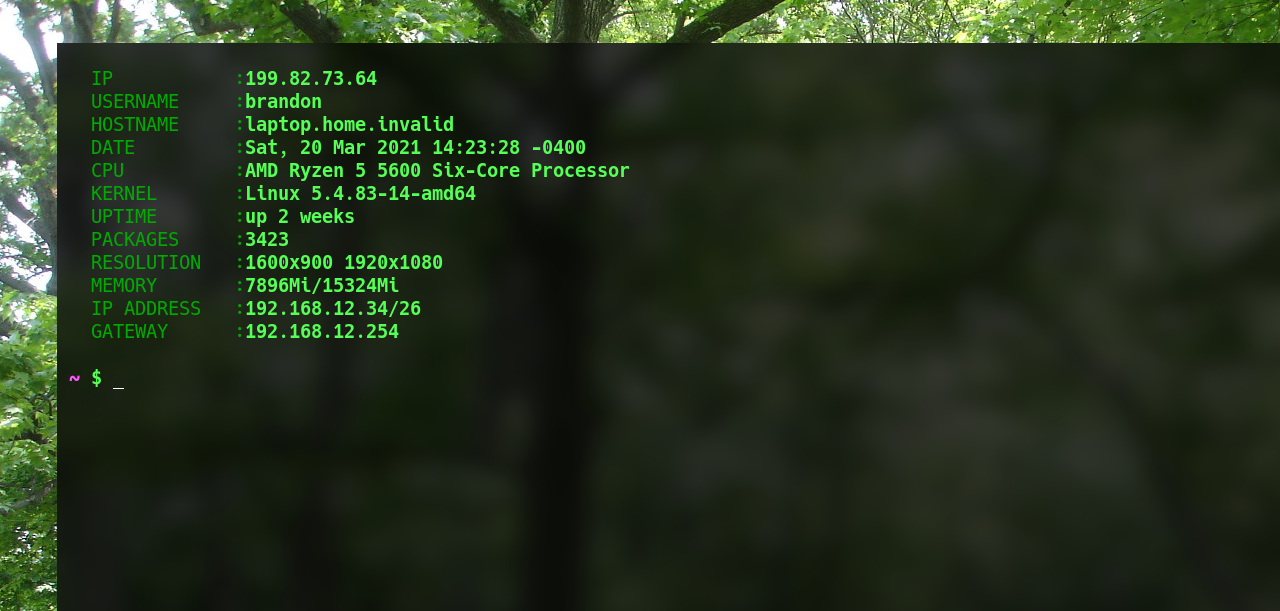 IP :199.82.73.64
USERNAME :brandon
HOSTNAME :laptop.home.invalid
DATE :Sat, 20 Mar 2021 14:23:28 -0400
CPU :AMD Ryzen 5 5600 Six-Core Processor
KERNEL :Linux 5.4.83-14-amd64
UPTIME :up 2 weeks
PACKAGES :3423
RESOLUTION :1600x900 1920x1080
MEMORY :7896Mi/15324Mi
IP ADDRESS :192.168.12.34/26
GATEWAY :192.168.12.254
~ $ _